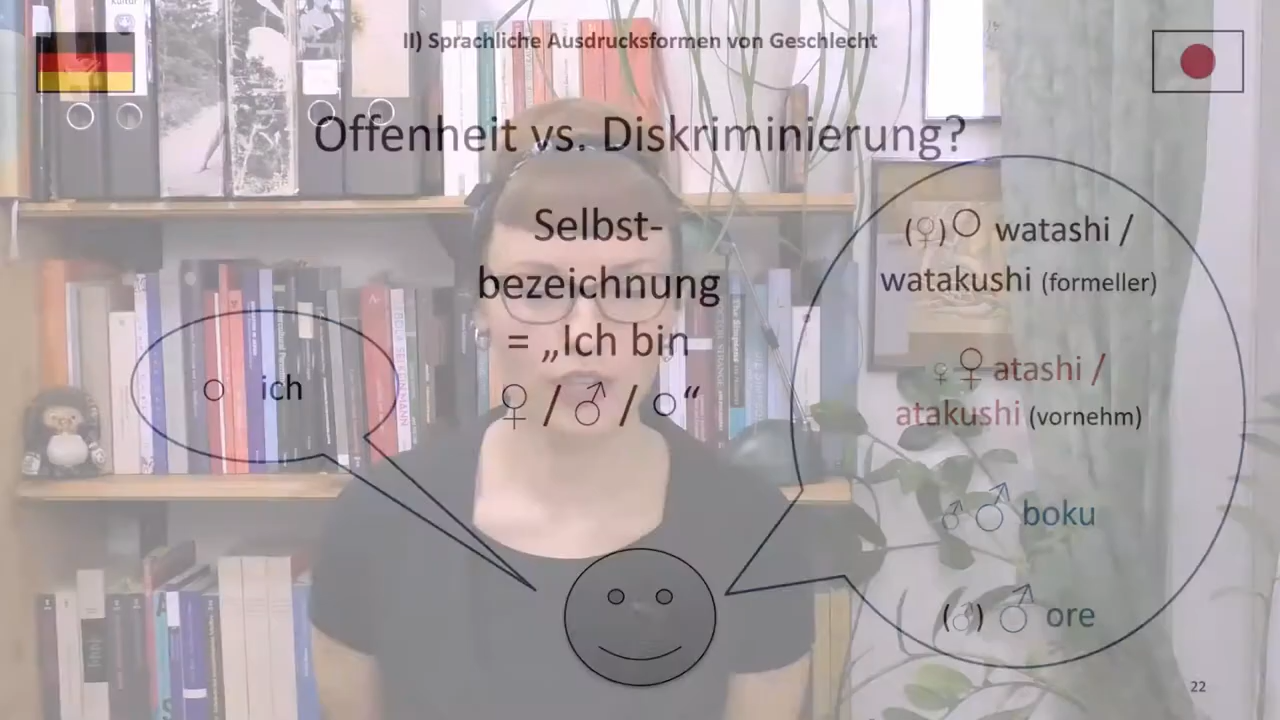 II) Sprachliche Ausdrucksformen von Geschlecht
Offenheit vs. Diskriminierung?
Selbst-
bezeichnung
= „Ich bin
♀ / ♂ / ○“
○ ich
(♀)○ watashi /
watakushi (formeller)
♀ ♀ atashi /
atakushi (vornehm)
♂ ♂ boku
(♂) ♂ ore
22